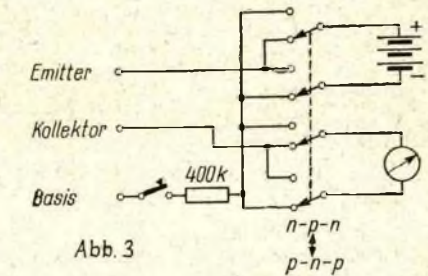 +
−
Emitter
Kollektor
400k
Basis
n-p-n
Abb. 3
p-n-p